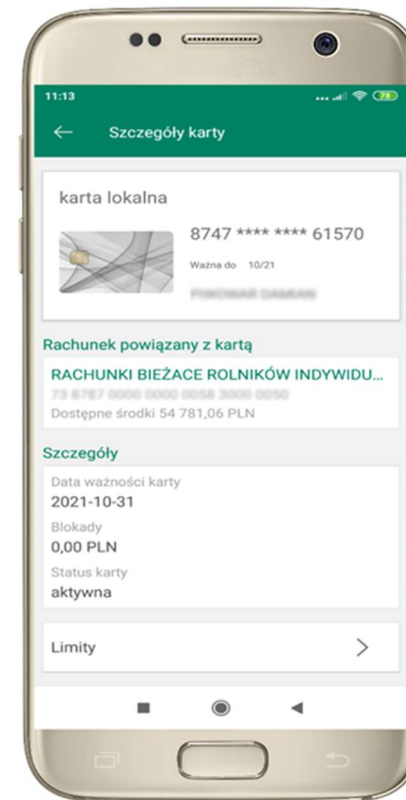 11:13
78
Szczegóły karty
karta lokalna
8747 **** **** 61570
Ważna do 10/21
Rachunek powiązany z kartą
RACHUNKI BIEŻACE ROLNIKÓW INDYWIDU...
Dostępne środki 54 781,06 PLN
Szczegóły
Data ważności karty
2021-10-31
Blokady
0,00 PLN
Status karty
aktywna
Limity